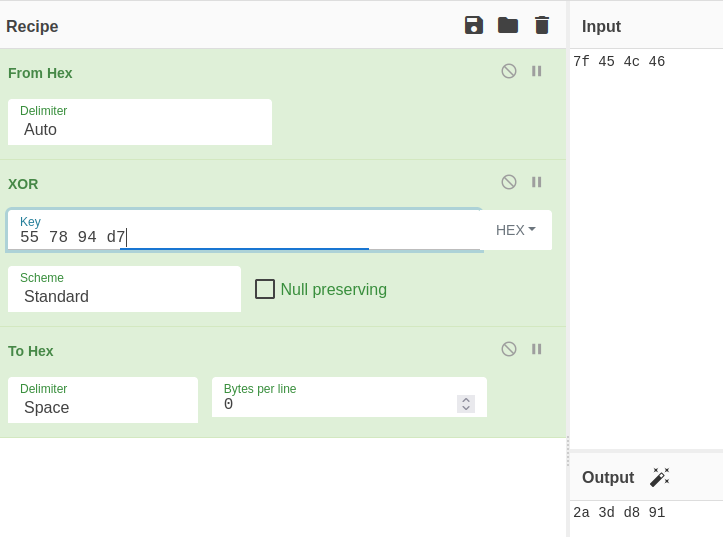 Recipe
From Hex
Delimiter
Auto
XOR
Key
55 78 94 d7
HEX
Scheme
Standard
Null preserving
To Hex
Delimiter
Space
Bytes per line
0
Input
7f 45 4c 46
Output
2a 3d d8 91